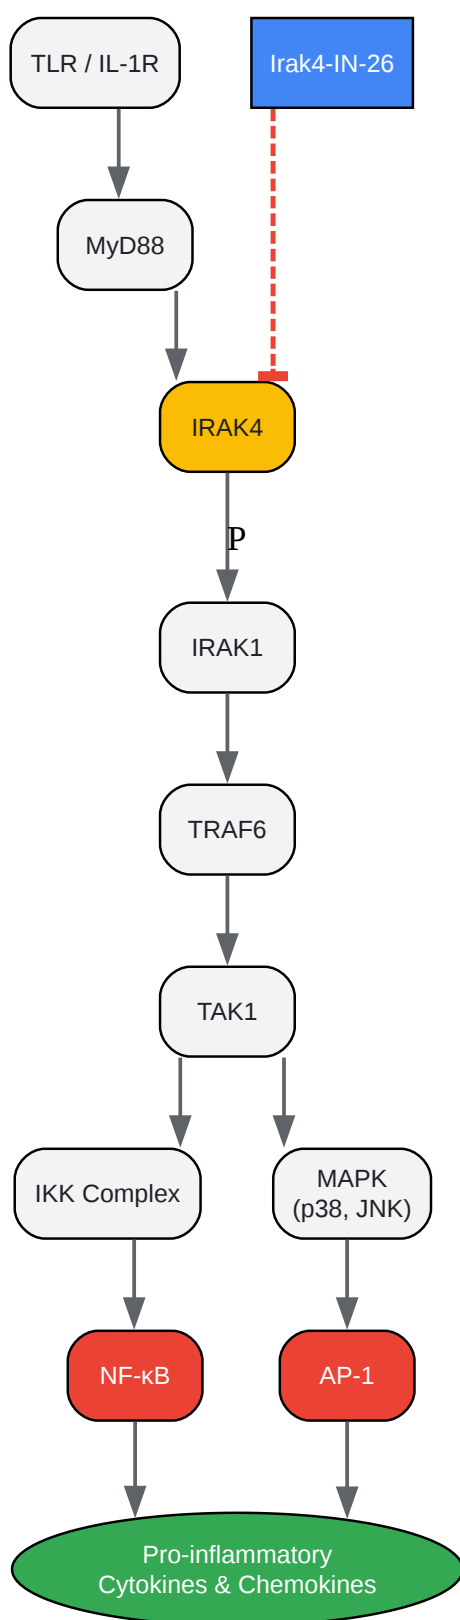 TLR / IL-1R
Irak4-IN-26
MyD88
IRAK4
P
IRAK1
TRAF6
TAK1
IKK Complex
MAPK
(p38, JNK)
NF-κB
AP-1
Pro-inflammatory
Cytokines & Chemokines